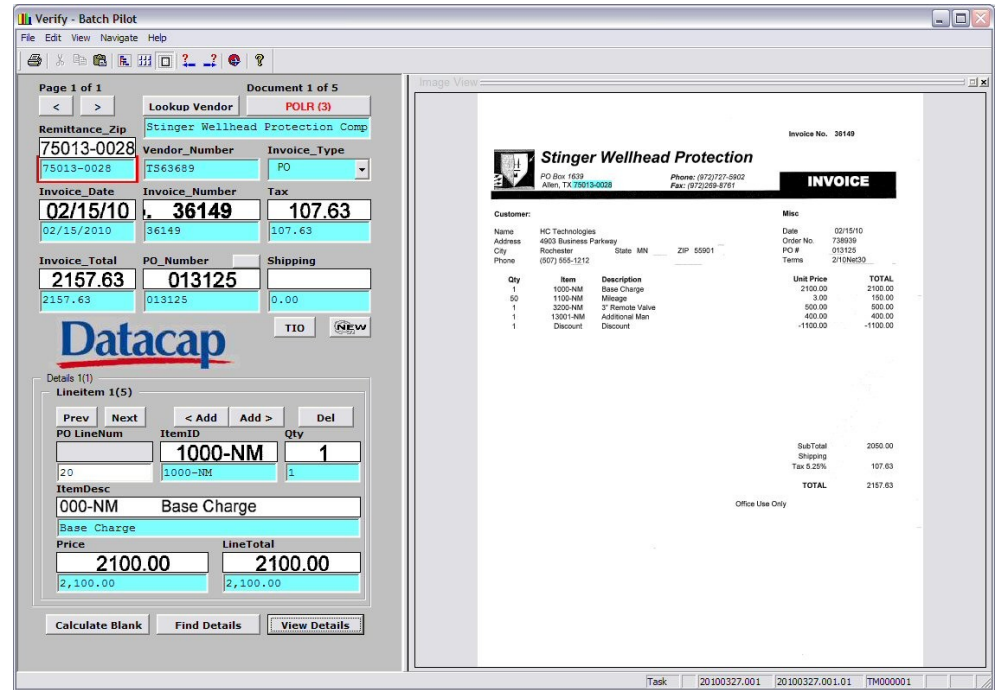 Verify - Batch Pilot
File Edit View Navigate Help
Page 1 of 1 Document 1 of 5
< > Lookup Vendor POLR (3)
Remittance_Zip Stinger Wellhead Protection Comp
75013-0028 Vendor_Number Invoice_Type
75013-0028 TS63689 PO
Invoice_Date Invoice_Number Tax
02/15/10 . 36149 107.63
02/15/2010 36149 107.63
Invoice_Total PO_Number Shipping
2157.63 013125
2157.63 013125 0.00
Datacap TIO NEW
Details 1(1)
Lineitem 1(5)
Prev Next < Add Add > Del
PO LineNum ItemID Qty
1000-NM 1
20 1000-NM 1
ItemDesc
000-NM Base Charge
Base Charge
Price LineTotal
2100.00 2100.00
2,100.00 2,100.00
Calculate Blank Find Details View Details
Image View
Invoice No. 36149
Stinger Wellhead Protection
PO Box 1639 Phone: (972)727-5902
Allen, TX 75013-0028 Fax: (972)269-8761
INVOICE
Customer: Misc
Name HC Technologies Date 02/15/10
Address 4903 Business Parkway Order No. 738939
City Rochester State MN ZIP 55901 PO # 013125
Phone (507) 555-1212 Terms 2/10Net30
Qty Item Description Unit Price TOTAL
1 1000-NM Base Charge 2100.00 2100.00
50 1100-NM Mileage 3.00 150.00
1 3200-NM 3" Remote Valve 500.00 500.00
1 13001-NM Additional Man 400.00 400.00
1 Discount Discount -1100.00 -1100.00
SubTotal 2050.00
Shipping
Tax 5.25% 107.63
TOTAL 2157.63
Office Use Only
Task 20100327.001 20100327.001.01 TM000001